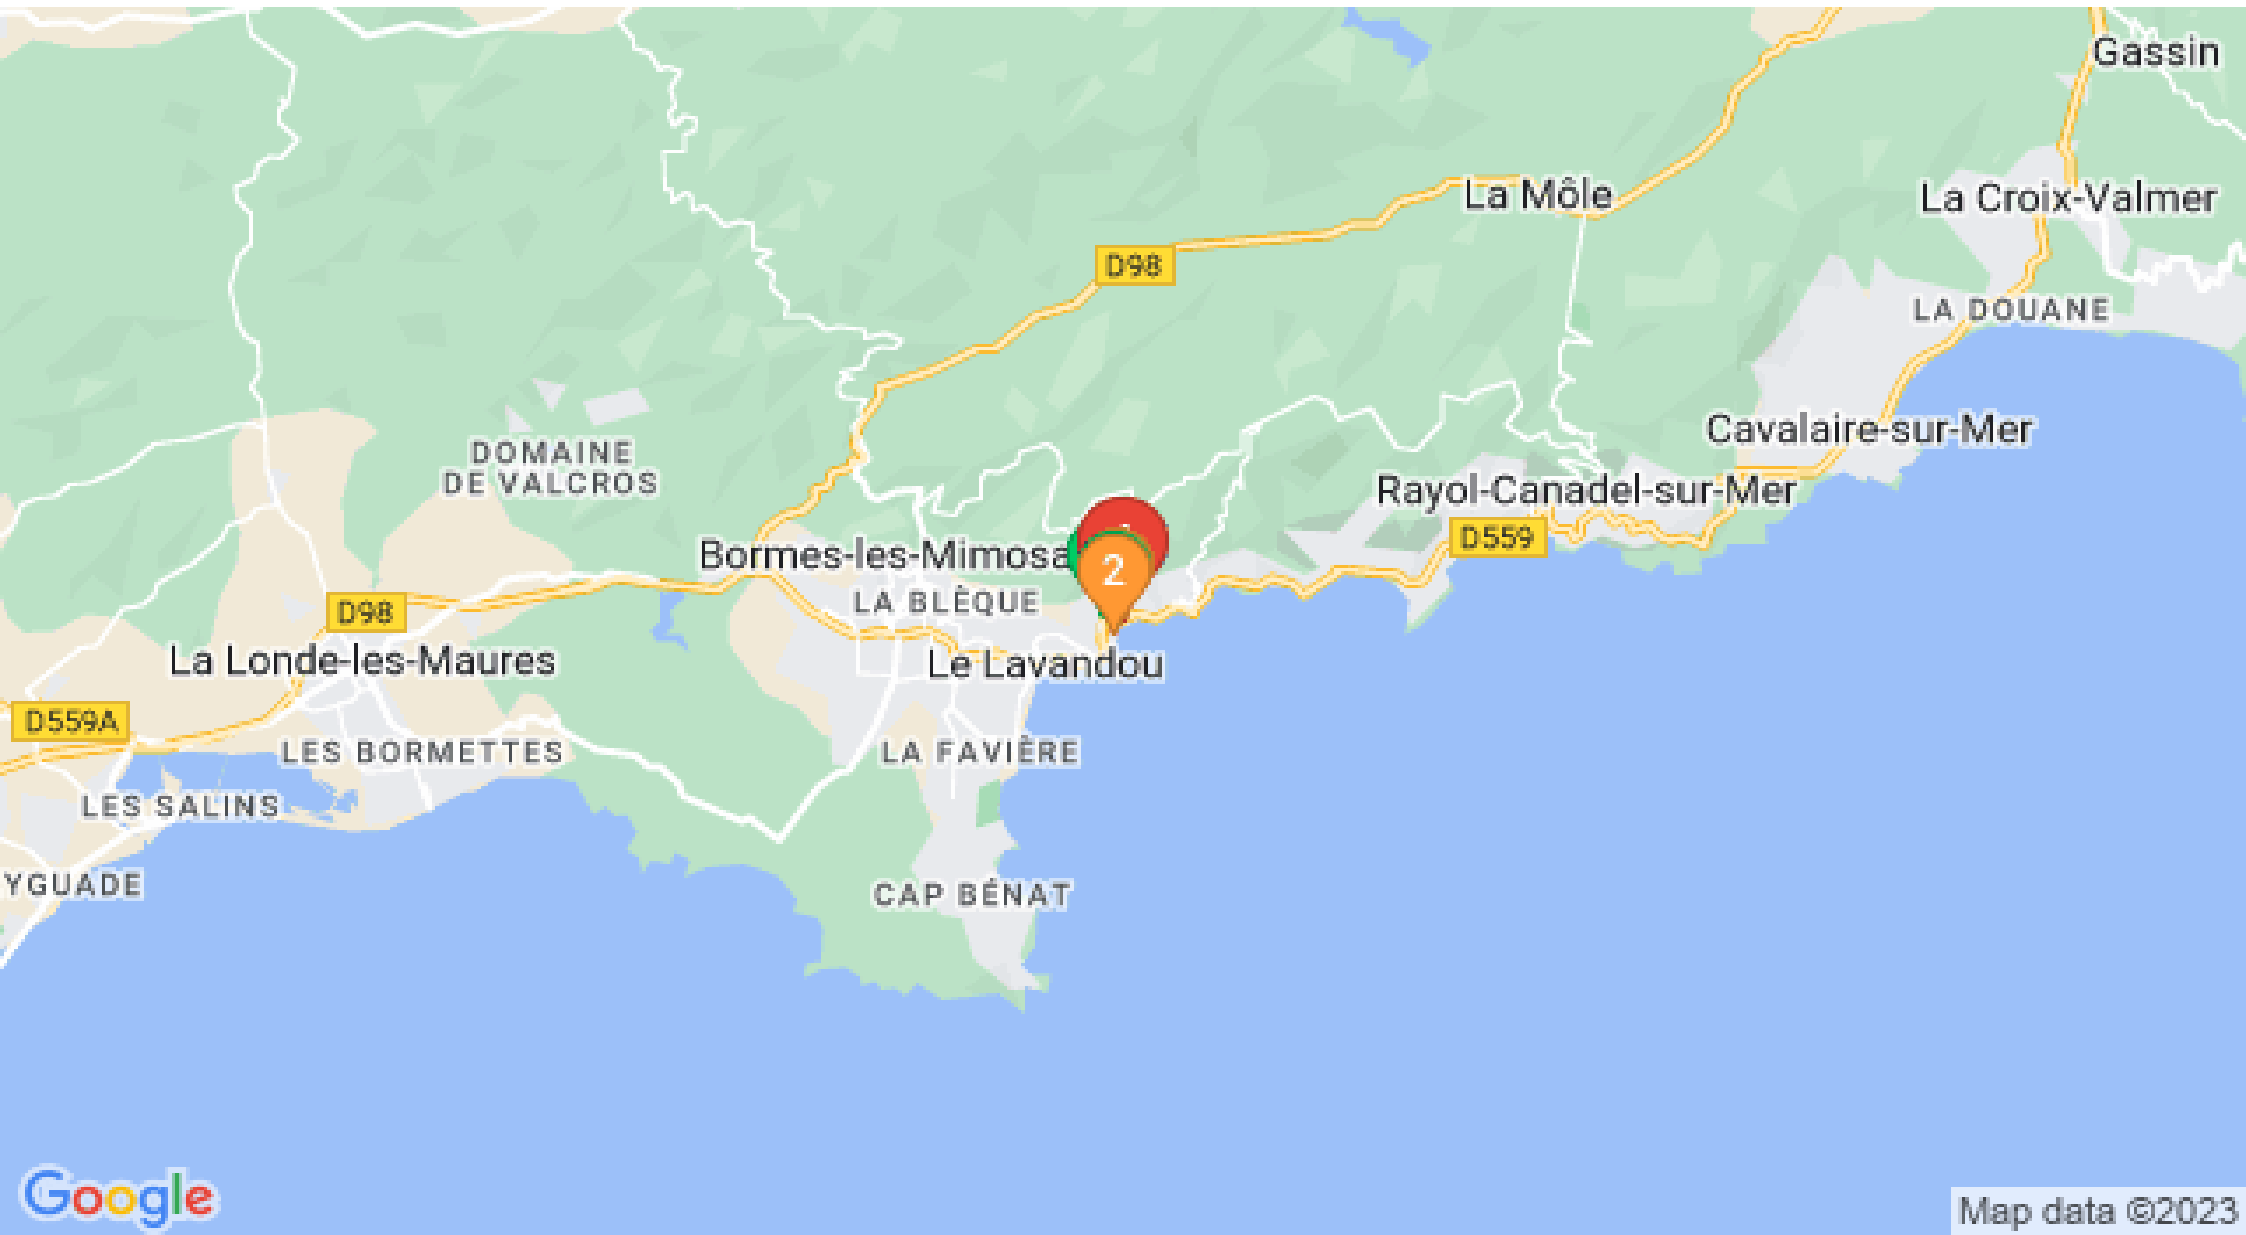 Gassin
La Môle
La Croix-Valmer
D98
LA DOUANE
Cavalaire-sur-Mer
DOMAINE
DE VALCROS
Rayol-Canadel-sur-Mer
D559
Bormes-les-Mimosa
2
LA BLÈQUE
D98
La Londe-les-Maures
Le Lavandou
D559A
LES BORMETTES
LA FAVIÈRE
LES SALINS
YGUADE
CAP BÉNAT
Google
Map data ©2023